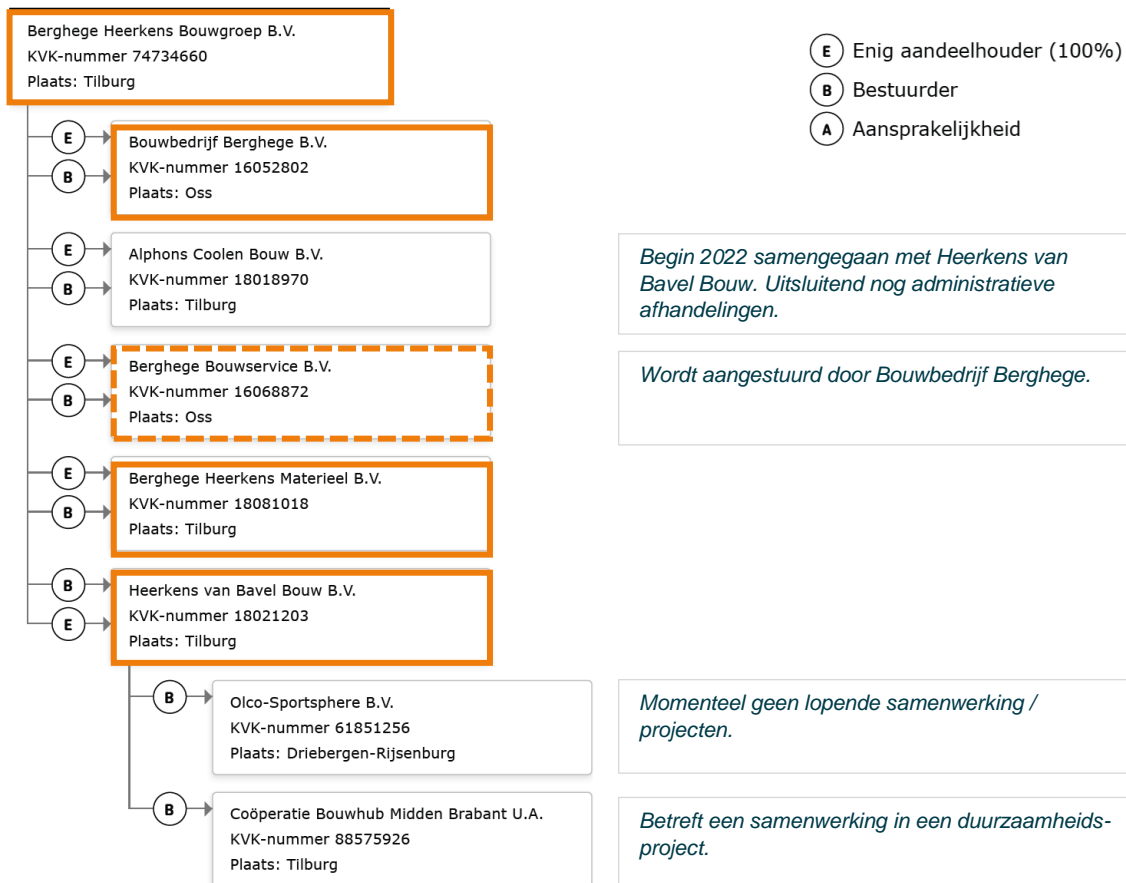 Berghege Heerkens Bouwgroep B.V.
KVK-nummer 74734660
Plaats: Tilburg
E Enig aandeelhouder (100%)
B Bestuurder
A Aansprakelijkheid
E
B
Bouwbedrijf Berghege B.V.
KVK-nummer 16052802
Plaats: Oss
E
B
Alphons Coolen Bouw B.V.
KVK-nummer 18018970
Plaats: Tilburg
Begin 2022 samengegaan met Heerkens van
Bavel Bouw. Uitsluitend nog administratieve
afhandelingen.
E
B
Berghege Bouwservice B.V.
KVK-nummer 16068872
Plaats: Oss
Wordt aangestuurd door Bouwbedrijf Berghege.
E
B
Berghege Heerkens Materieel B.V.
KVK-nummer 18081018
Plaats: Tilburg
B
E
Heerkens van Bavel Bouw B.V.
KVK-nummer 18021203
Plaats: Tilburg
B
Olco-Sportsphere B.V.
KVK-nummer 61851256
Plaats: Driebergen-Rijsenburg
Momenteel geen lopende samenwerking /
projecten.
B
Coöperatie Bouwhub Midden Brabant U.A.
KVK-nummer 88575926
Plaats: Tilburg
Betreft een samenwerking in een duurzaamheids-
project.